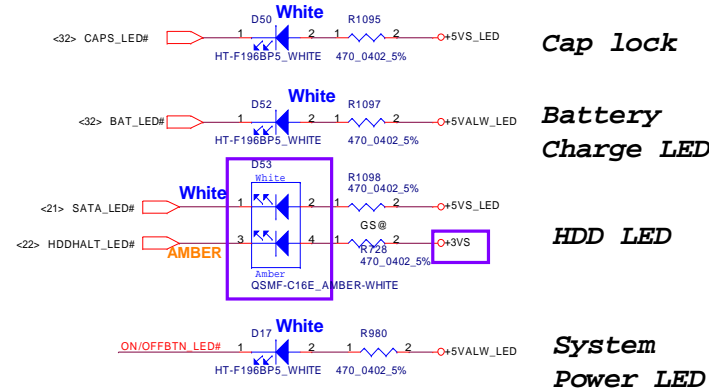 D50 White R1095
<32> CAPS_LED# 1 2 1 2 +5VS_LED Cap lock
HT-F196BP5_WHITE 470_0402_5%
D52 White R1097
<32> BAT_LED# 1 2 1 2 +5VALW_LED Battery
HT-F196BP5_WHITE 470_0402_5% Charge LED
D53
White R1098
White 470_0402_5%
<21> SATA_LED# 1 2 1 2 +5VS_LED
GS@
<22> HDDHALT_LED# 3 4 1 2 +3VS HDD LED
AMBER R728
470_0402_5%
Amber
QSMF-C16E_AMBER-WHITE
D17 White R980
ON/OFFBTN_LED# 1 2 1 2 +5VALW_LED System
HT-F196BP5_WHITE 470_0402_5% Power LED